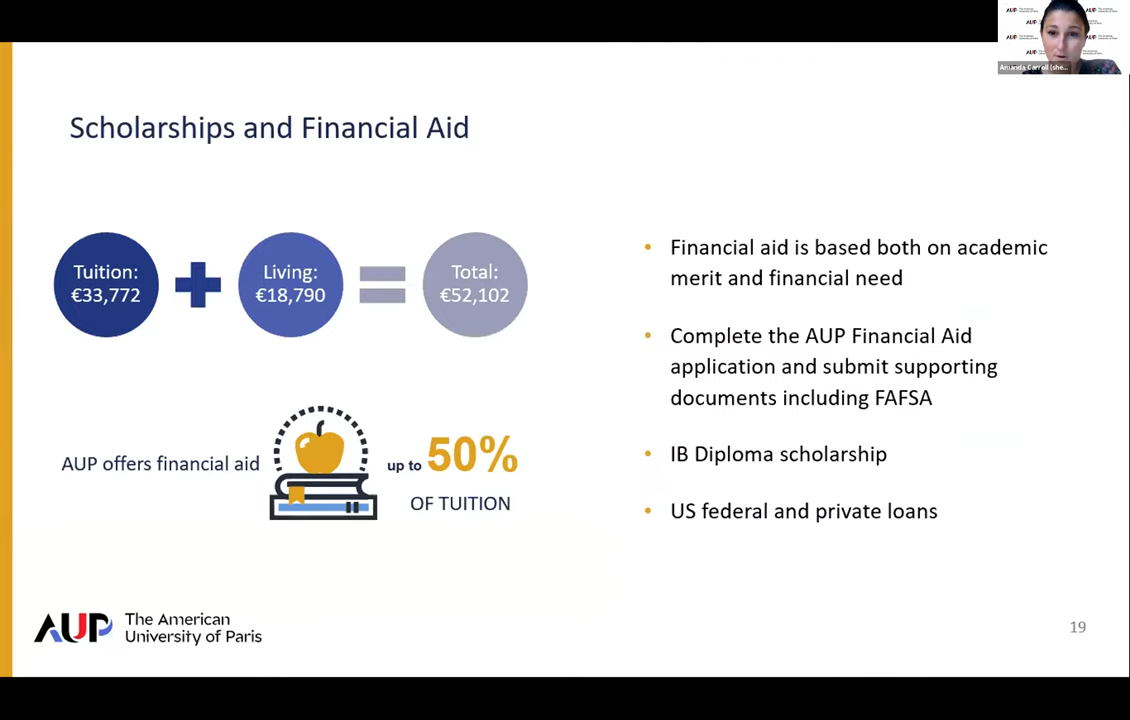 Amanda Carroll (she...
Scholarships and Financial Aid
Tuition:
€33,772
Living:
€18,790
Total:
€52,102
AUP offers financial aid
up to 50%
OF TUITION
• Financial aid is based both on academic
merit and financial need
• Complete the AUP Financial Aid
application and submit supporting
documents including FAFSA
• IB Diploma scholarship
• US federal and private loans
AUP The American
University of Paris
19